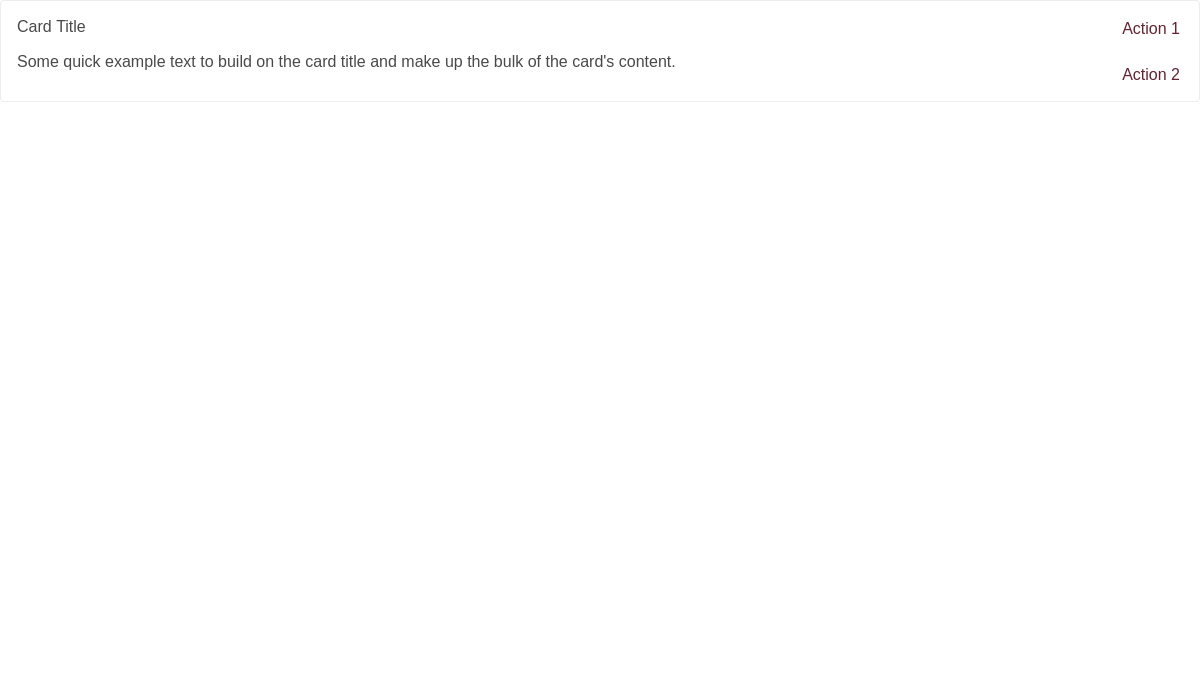 Card Title
Some quick example text to build on the card title and make up the bulk of the card's content.
Action 1
Action 2